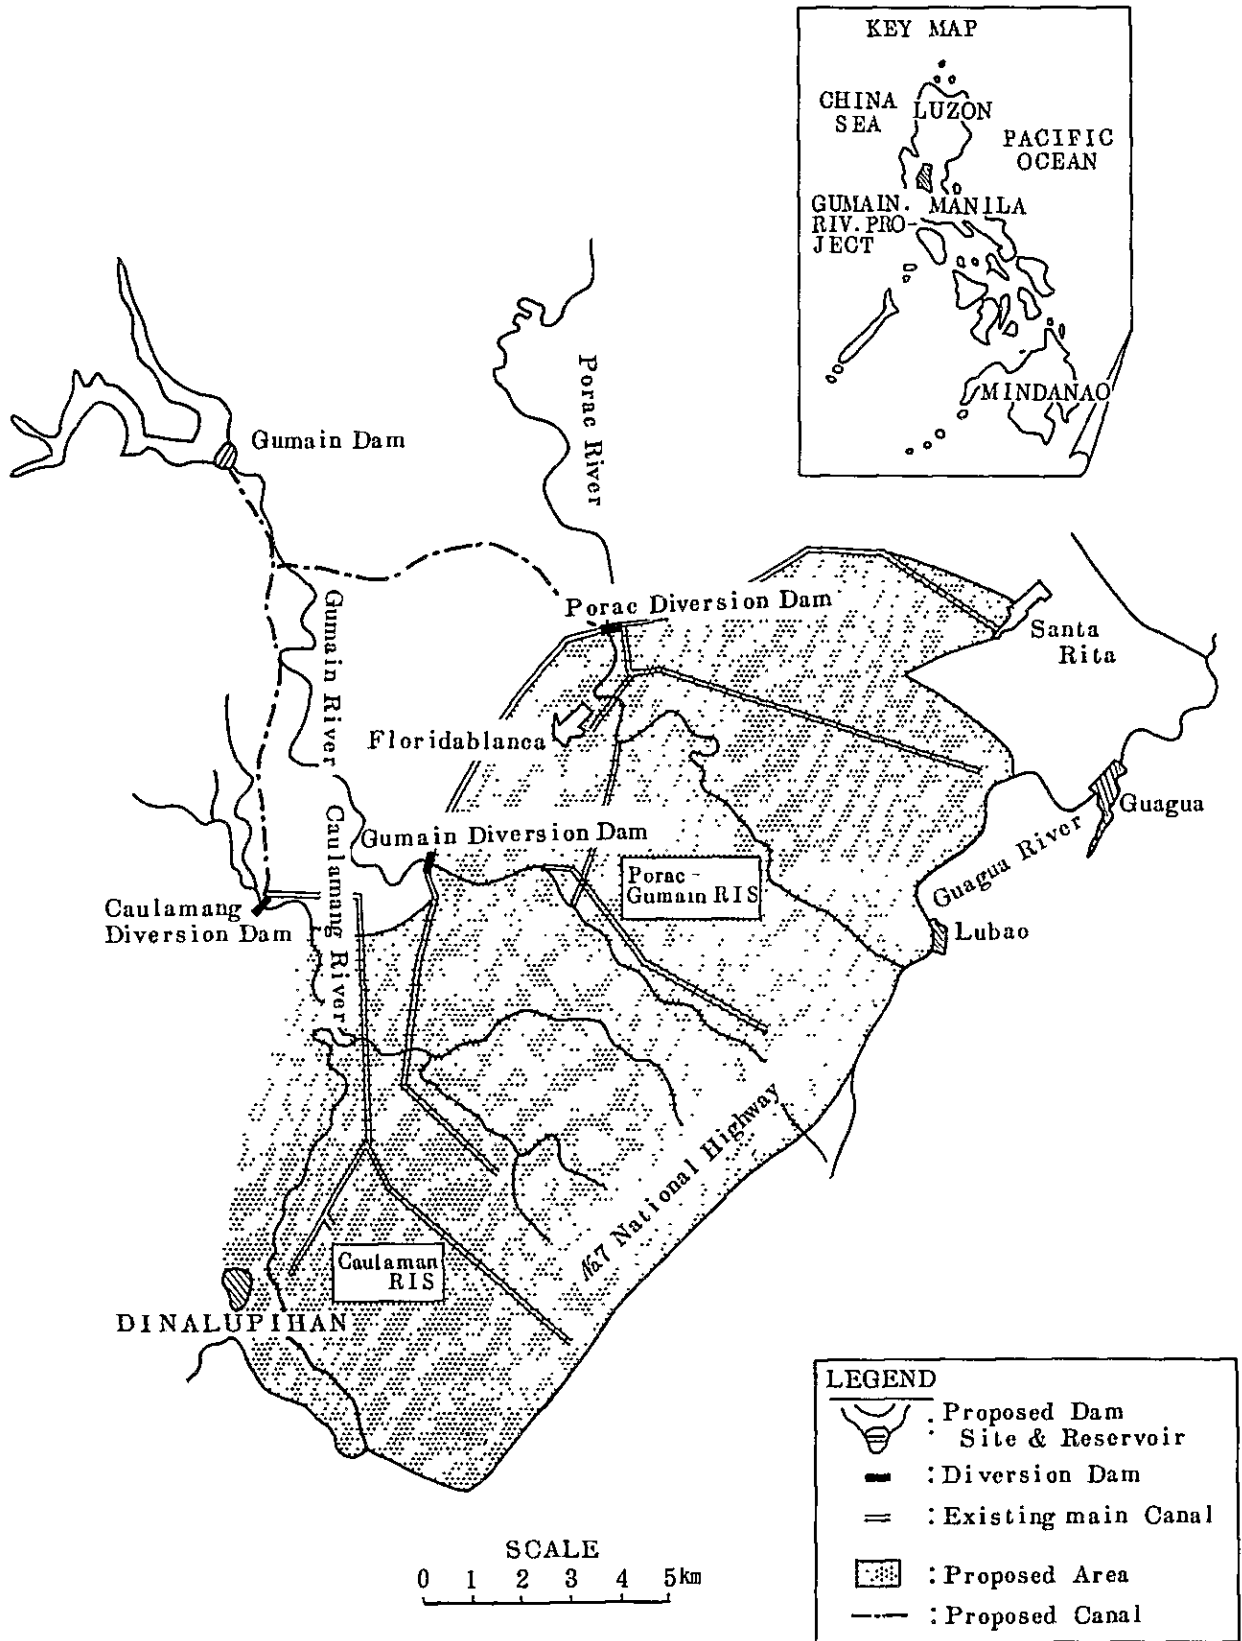 KEY MAP
CHINA
SEA
LUZON
PACIFIC
OCEAN
GUMAIN.
RIV. PRO-
JECT
MANILA
MINDANAO
Porac River
Gumain Dam
Gumain River
Porac Diversion Dam
Santa
Rita
Floridablanca
Guagua
Guagua River
Gumain Diversion Dam
Porac-
Gumain RIS
Caulamang River
Caulamang
Diversion Dam
Lubao
No.7 National Highway
Caulaman
RIS
DINALUPIHAN
LEGEND
: Proposed Dam
Site & Reservoir
: Diversion Dam
: Existing main Canal
: Proposed Area
: Proposed Canal
SCALE
0 1 2 3 4 5km